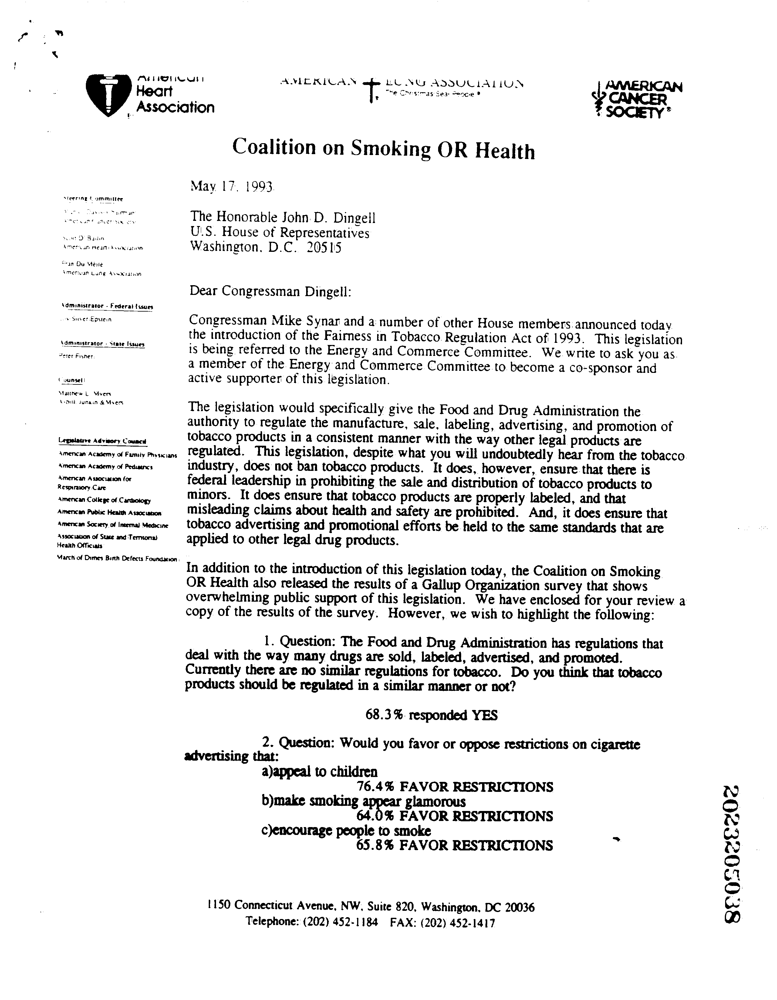 American
Heart
Association
AMERICAN LUNG ASSOCIATION
The Christmas Seal People®
AMERICAN
CANCER
SOCIETY®
Coalition on Smoking OR Health
May 17, 1993
Steering Committee
American Cancer Society
Scott D. Ballin
American Heart Association
Fran Du Melle
American Lung Association
Administrator - Federal Issues
Administrator - State Issues
Peter Fisher
Counsel
Matthew L. Myers
Asbill, Junkin & Myers
Legislative Advisory Council
American Academy of Family Physicians
American Academy of Pediatrics
American Association for
Respiratory Care
American College of Cardiology
American Public Health Association
American Society of Internal Medicine
Association of State and Territorial
Health Officials
March of Dimes Birth Defects Foundation
The Honorable John D. Dingell
U.S. House of Representatives
Washington, D.C. 20515
Dear Congressman Dingell:
Congressman Mike Synar and a number of other House members announced today
the introduction of the Fairness in Tobacco Regulation Act of 1993. This legislation
is being referred to the Energy and Commerce Committee. We write to ask you as
a member of the Energy and Commerce Committee to become a co-sponsor and
active supporter of this legislation.
The legislation would specifically give the Food and Drug Administration the
authority to regulate the manufacture, sale, labeling, advertising, and promotion of
tobacco products in a consistent manner with the way other legal products are
regulated. This legislation, despite what you will undoubtedly hear from the tobacco
industry, does not ban tobacco products. It does, however, ensure that there is
federal leadership in prohibiting the sale and distribution of tobacco products to
minors. It does ensure that tobacco products are properly labeled, and that
misleading claims about health and safety are prohibited. And, it does ensure that
tobacco advertising and promotional efforts be held to the same standards that are
applied to other legal drug products.
In addition to the introduction of this legislation today, the Coalition on Smoking
OR Health also released the results of a Gallup Organization survey that shows
overwhelming public support of this legislation. We have enclosed for your review a
copy of the results of the survey. However, we wish to highlight the following:
1. Question: The Food and Drug Administration has regulations that
deal with the way many drugs are sold, labeled, advertised, and promoted.
Currently there are no similar regulations for tobacco. Do you think that tobacco
products should be regulated in a similar manner or not?
68.3% responded YES
2. Question: Would you favor or oppose restrictions on cigarette
advertising that:
a)appeal to children
76.4% FAVOR RESTRICTIONS
b)make smoking appear glamorous
64.0% FAVOR RESTRICTIONS
c)encourage people to smoke
65.8% FAVOR RESTRICTIONS
1150 Connecticut Avenue, NW, Suite 820, Washington, DC 20036
Telephone: (202) 452-1184 FAX: (202) 452-1417
2023205038